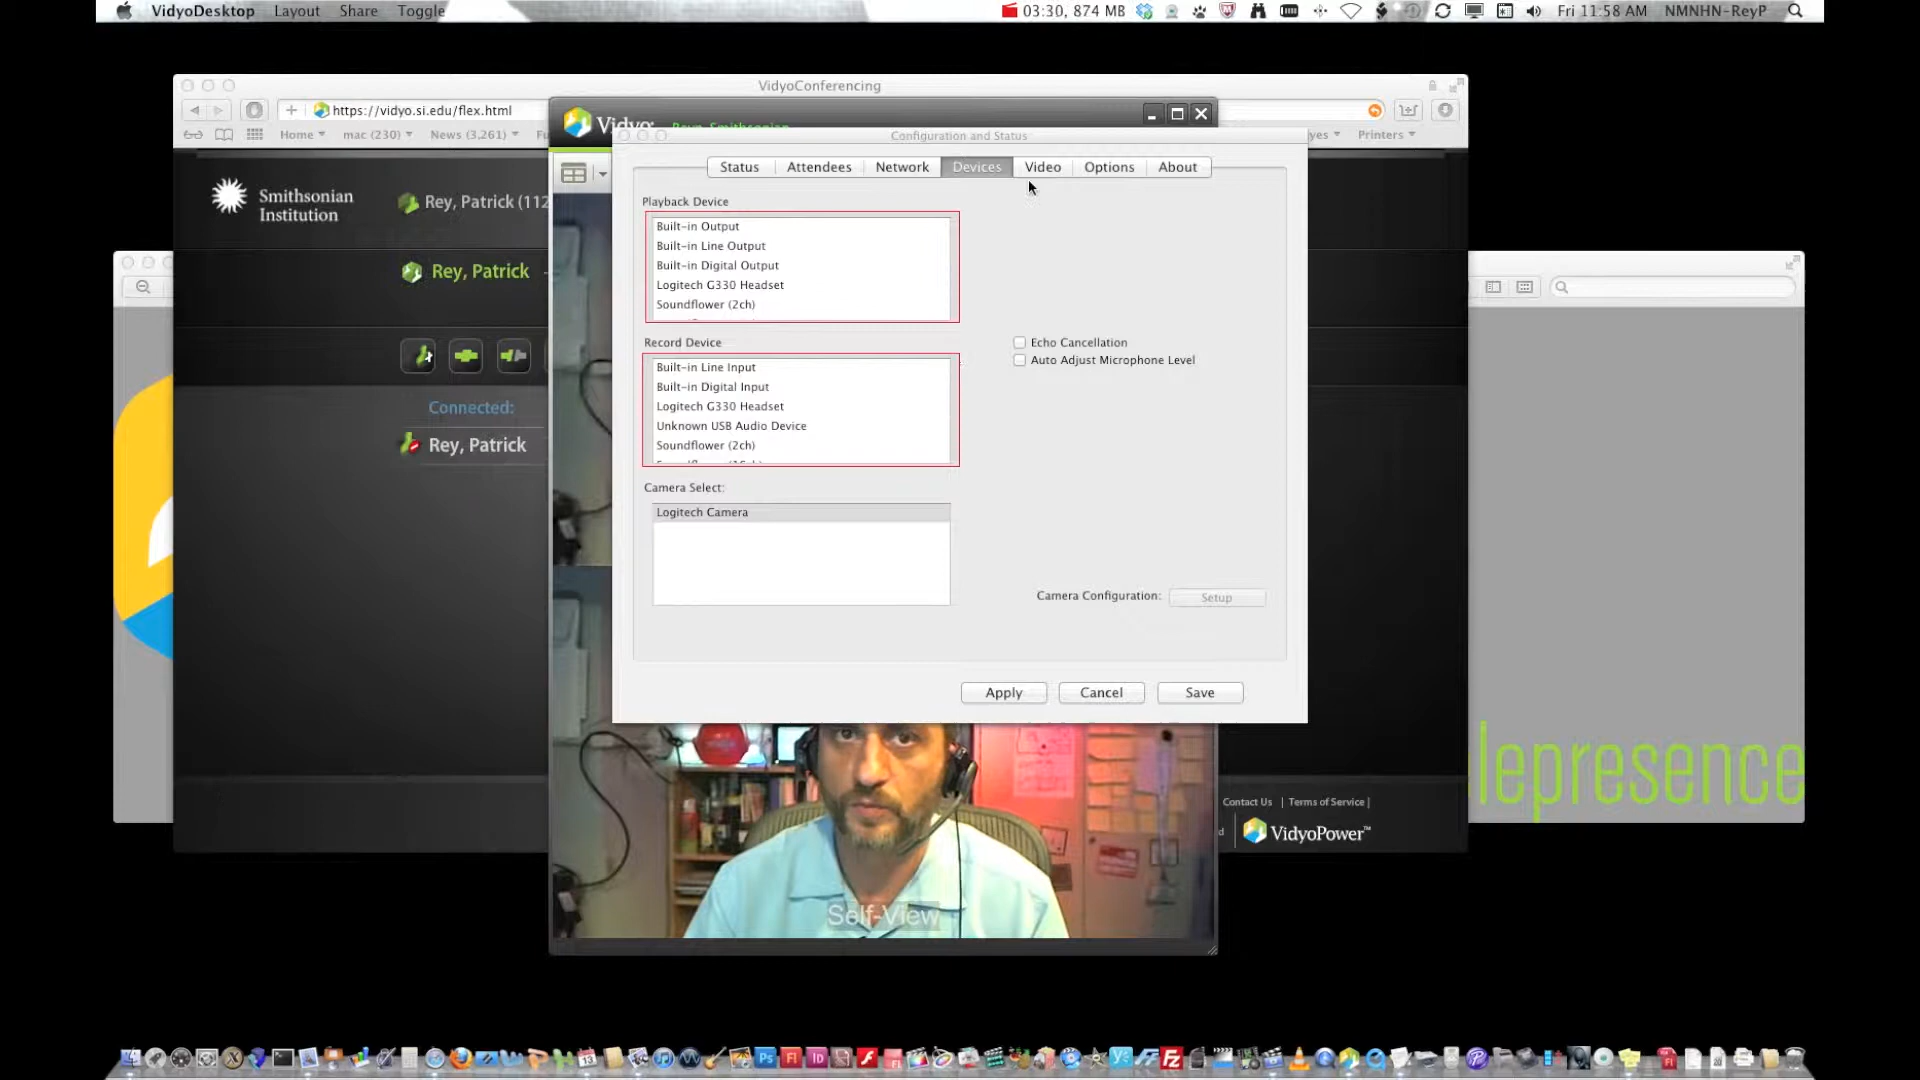 VidyoDesktop Layout Share Toggle 03:30, 874 MB Fri 11:58 AM NMNHN-ReyP
VidyoConferencing
https://vidyo.si.edu/flex.html
Home mac (230) News (3,261) Printers
Vidyo
Configuration and Status
Status Attendees Network Devices Video Options About
Smithsonian
Institution
Rey, Patrick (112
Rey, Patrick
Connected:
Rey, Patrick
Playback Device
Built-in Output
Built-in Line Output
Built-in Digital Output
Logitech G330 Headset
Soundflower (2ch)
Record Device
Built-in Line Input
Built-in Digital Input
Logitech G330 Headset
Unknown USB Audio Device
Soundflower (2ch)
Echo Cancellation
Auto Adjust Microphone Level
Camera Select:
Logitech Camera
Camera Configuration: Setup
Apply Cancel Save
Self-View
lepresence
Contact Us | Terms of Service |
VidyoPower™